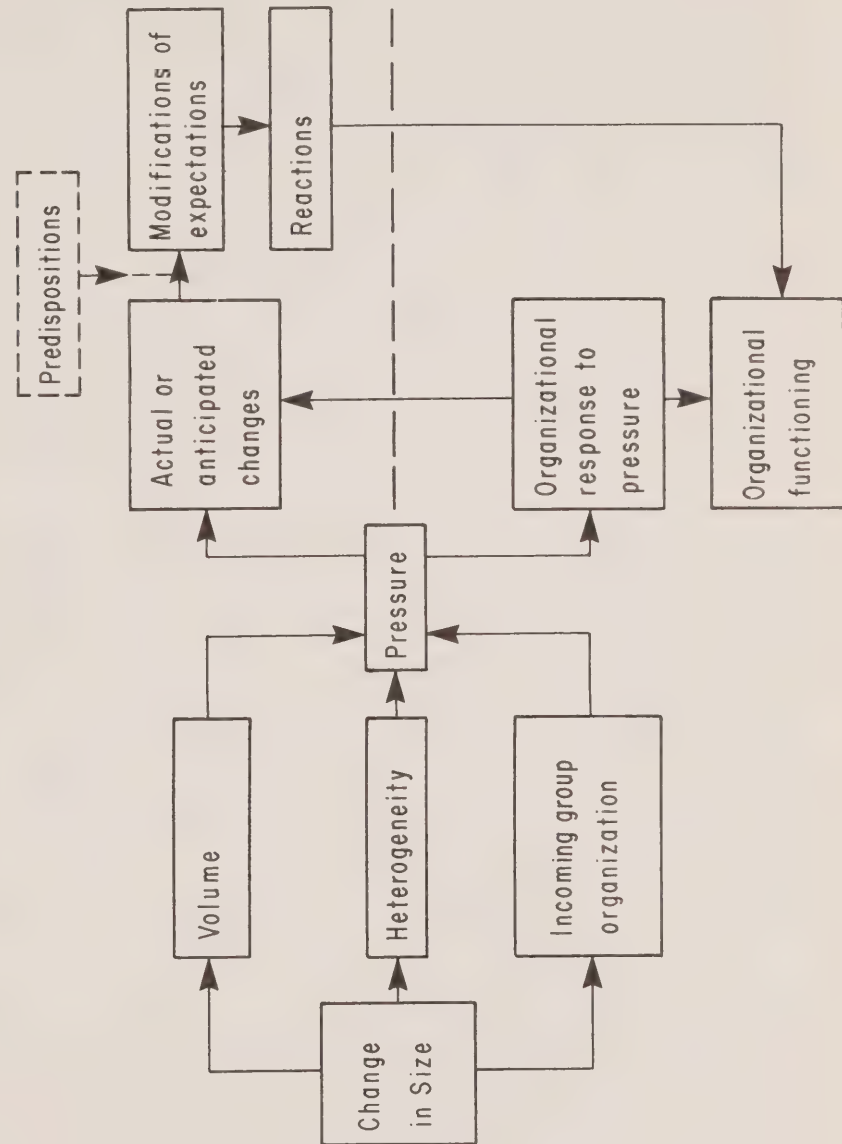 Change
in Size
Volume
Heterogeneity
Incoming group
organization
Pressure
Actual or
anticipated
changes
Organizational
response to
pressure
Organizational
functioning
Predispositions
Modifications of
expectations
Reactions